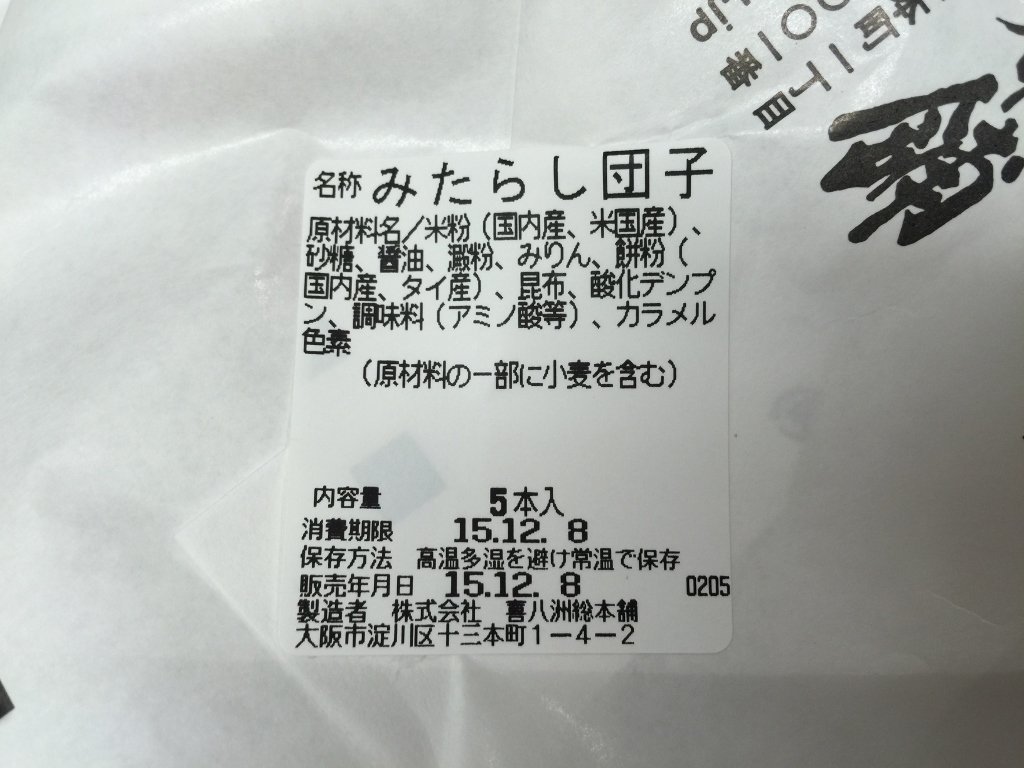 名称 みたらし団子
原材料名／米粉（国内産、米国産）、
砂糖、醤油、澱粉、みりん、餅粉（
国内産、タイ産）、昆布、酸化デンプ
ン、調味料（アミノ酸等）、カラメル
色素
（原材料の一部に小麦を含む）
内容量 5本入
消費期限 15.12. 8
保存方法 高温多湿を避け常温で保存
販売年月日 15.12. 8 0205
製造者 株式会社 喜八洲総本舗
大阪市淀川区十三本町1－4－2
本町一丁目
〇〇一番
.jp